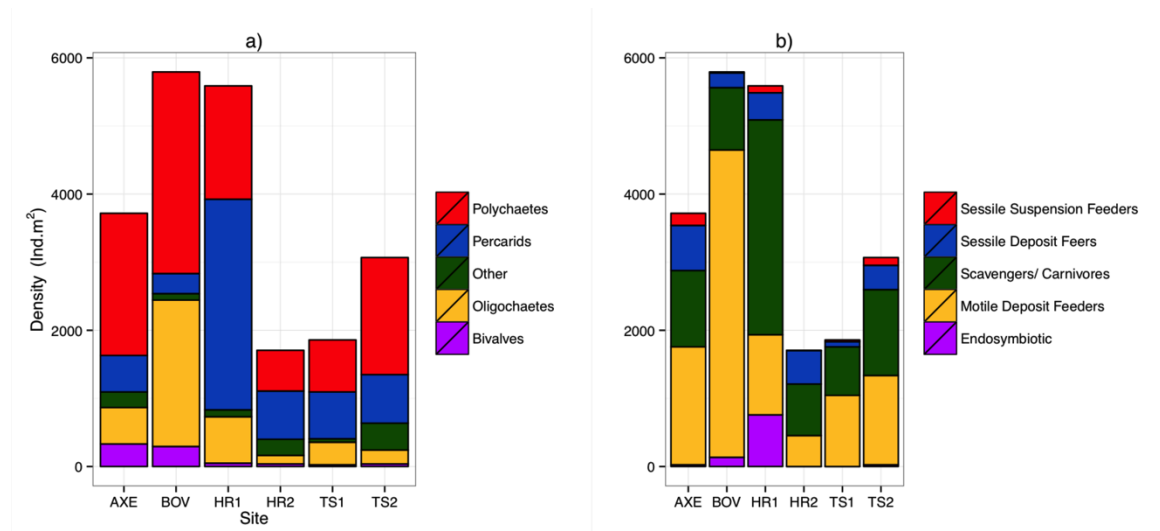 a)
6000
4000
2000
0
Density (Ind.m²)
AXE BOV HR1 HR2 TS1 TS2
Site
Polychaetes
Percarids
Other
Oligochaetes
Bivalves
b)
6000
4000
2000
0
AXE BOV HR1 HR2 TS1 TS2
Sessile Suspension Feeders
Sessile Deposit Feers
Scavengers/ Carnivores
Motile Deposit Feeders
Endosymbiotic